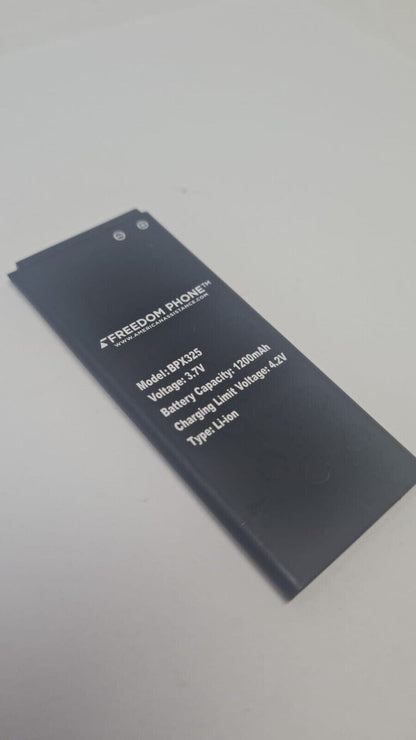 FREEDOM PHONE™
WWW.AMERICANASSISTANCE.COM
Model: BPX325
Voltage: 3.7V
Battery Capacity: 1200mAh
Charging Limit Voltage: 4.2V
Type: Li-ion